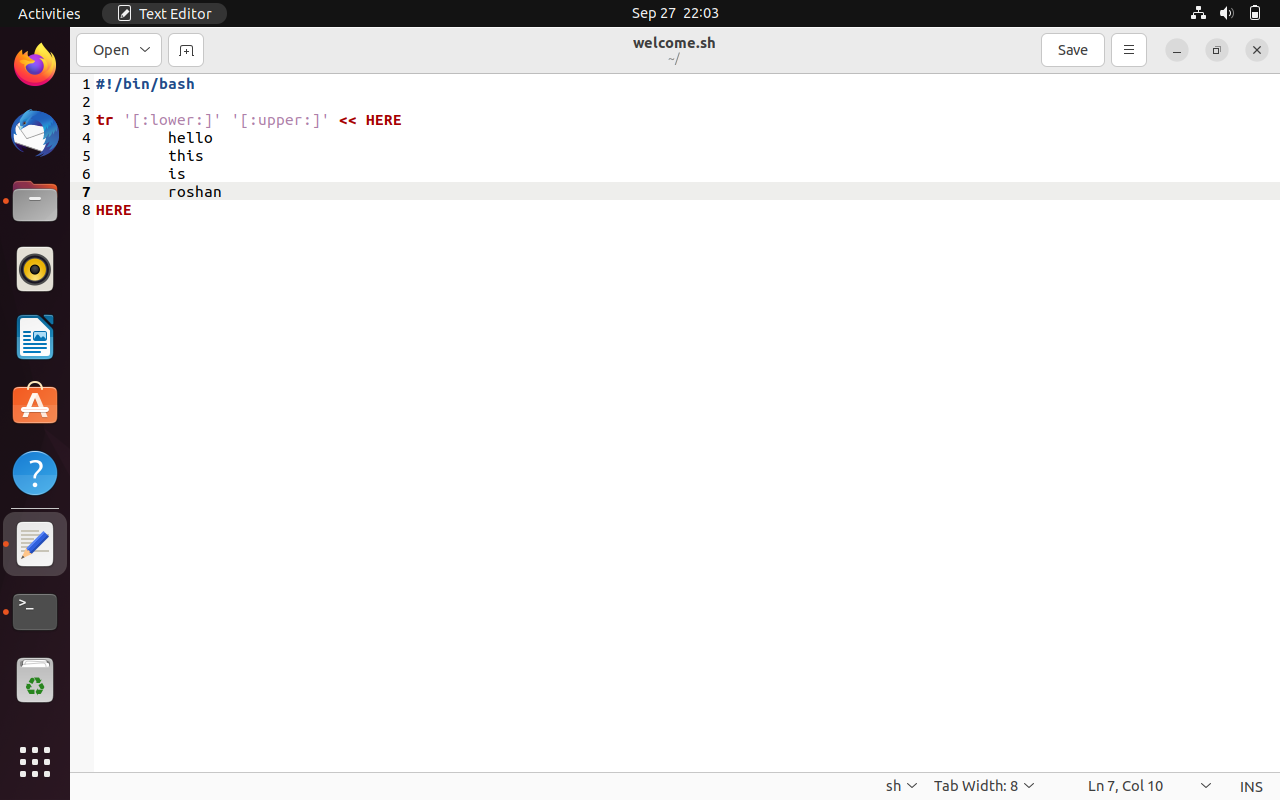 Activities Text Editor Sep 27 22:03
Open welcome.sh Save
~/
1 #!/bin/bash
2
3 tr '[:lower:]' '[:upper:]' << HERE
4 hello
5 this
6 is
7 roshan
8 HERE
sh Tab Width: 8 Ln 7, Col 10 INS